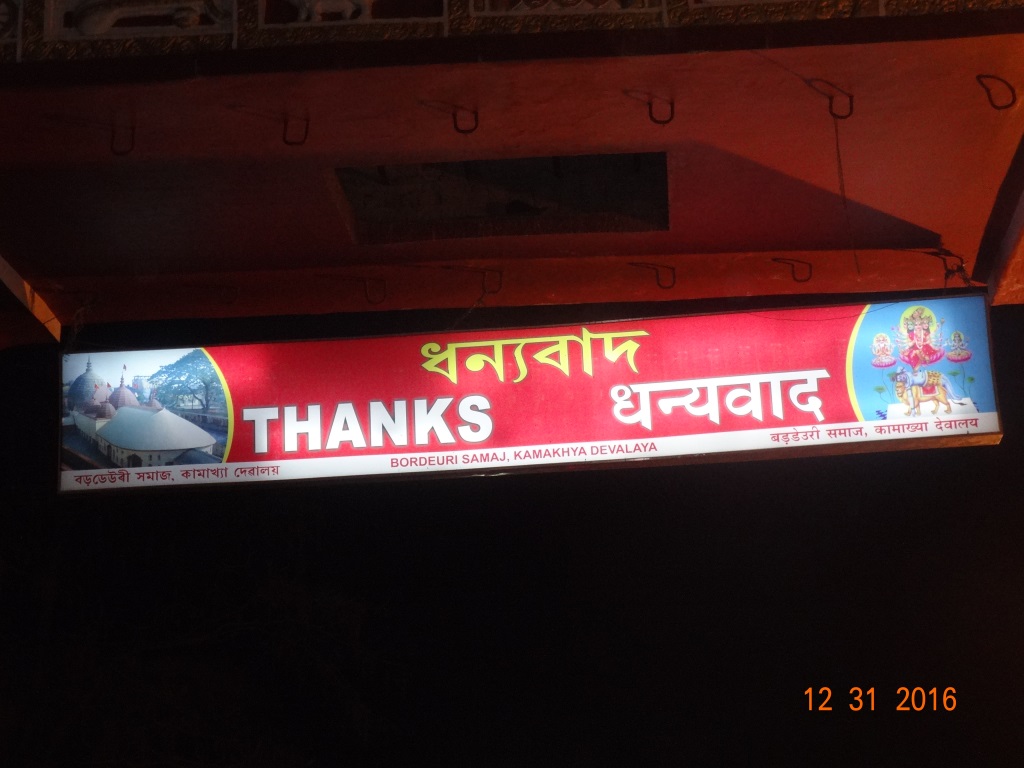 ধন্যবাদ
THANKS
धन्यवाद
BORDEURI SAMAJ, KAMAKHYA DEVALAYA
বড়ডেউৰী সমাজ, কামাখ্যা দেৱালয়
बड़डेउरी समाज, कामाख्या देवालय
12 31 2016